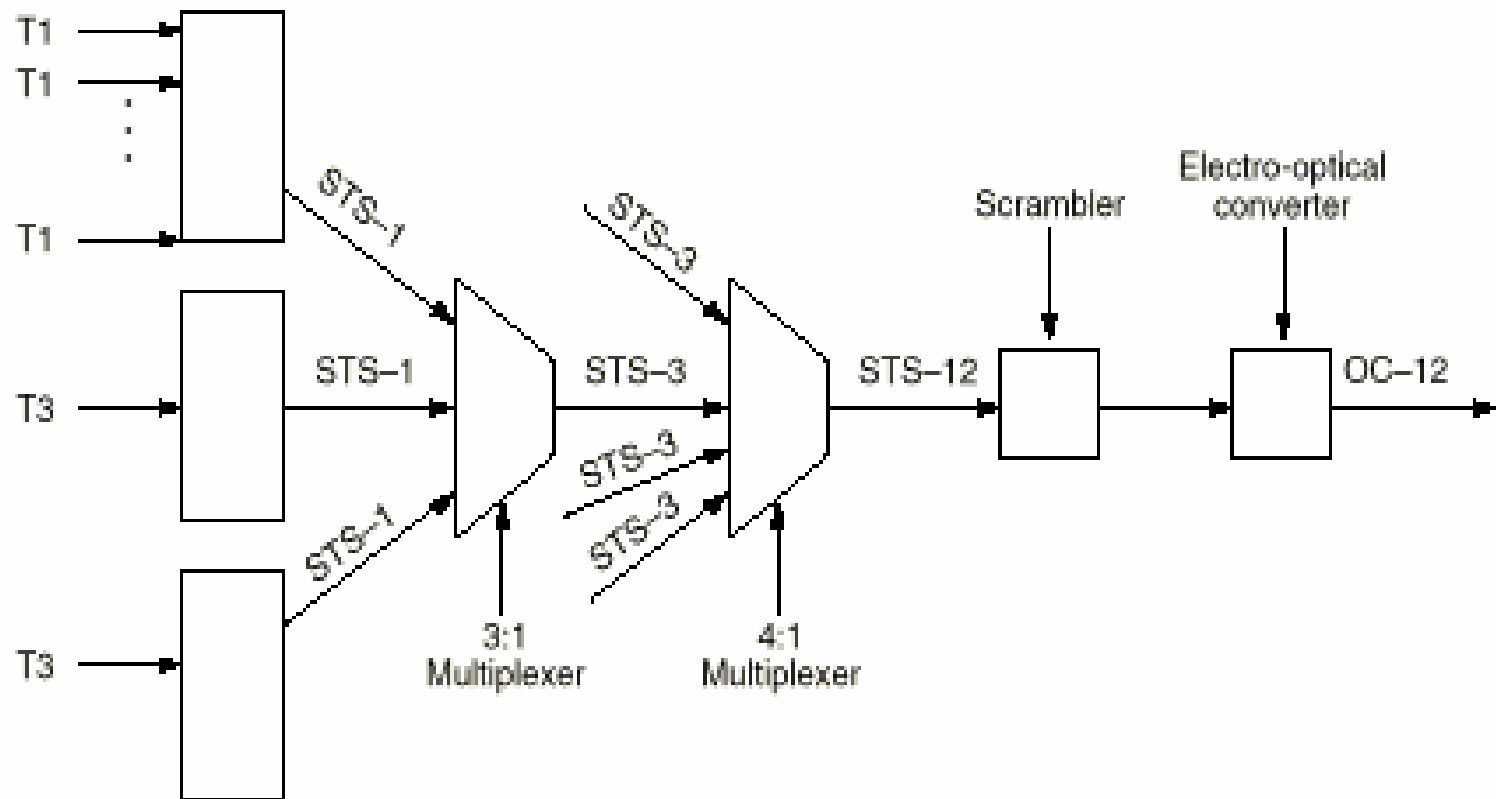 T1
T1
T1
T3
T3
STS–1
STS–1
STS–1
3:1
Multiplexer
STS–3
STS–3
STS–3
STS–3
4:1
Multiplexer
STS–12
Scrambler
Electro-optical
converter
OC–12